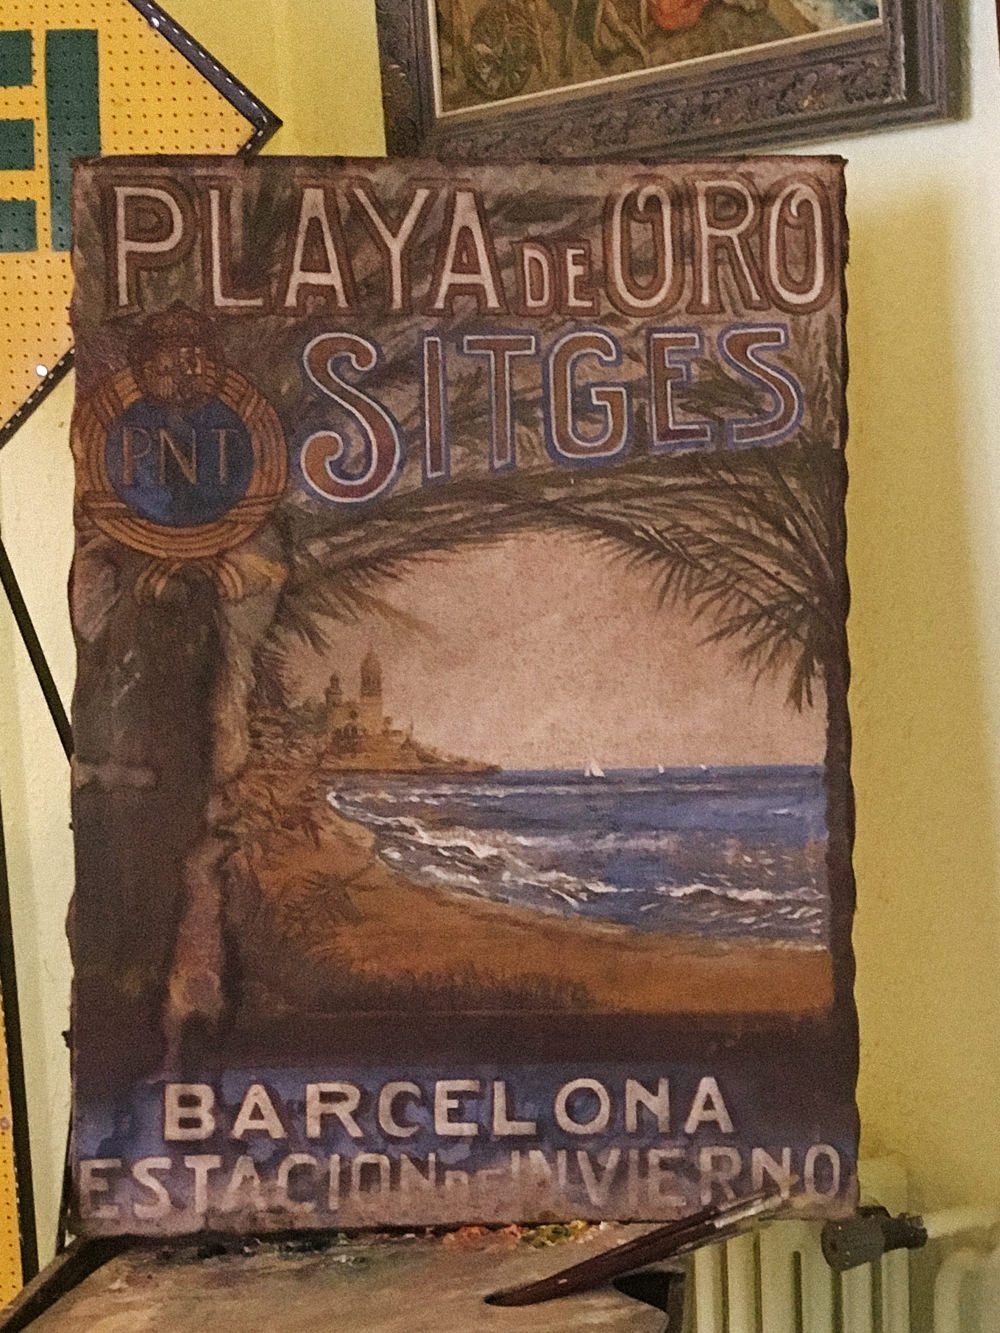 PLAYA DE ORO
SITGES
PNT
BARCELONA
ESTACION DE INVIERNO